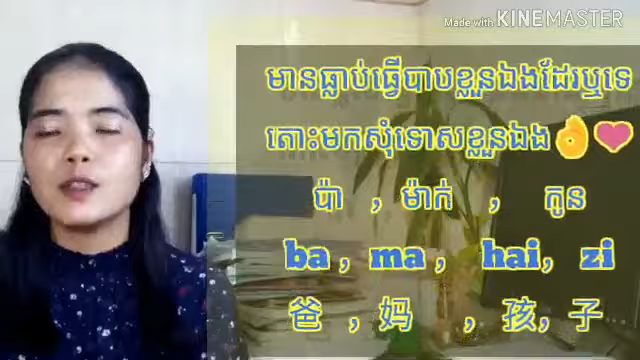 Made with KINEMASTER
មានធ្លាប់ធ្វើបាបខ្លួនឯងដែរឬទេ
តោះមកសុំទោសខ្លួនឯង👌💗
ប៉ា , ម៉ាក់ , កូន
ba , ma , hai, zi
爸 , 妈 , 孩, 子